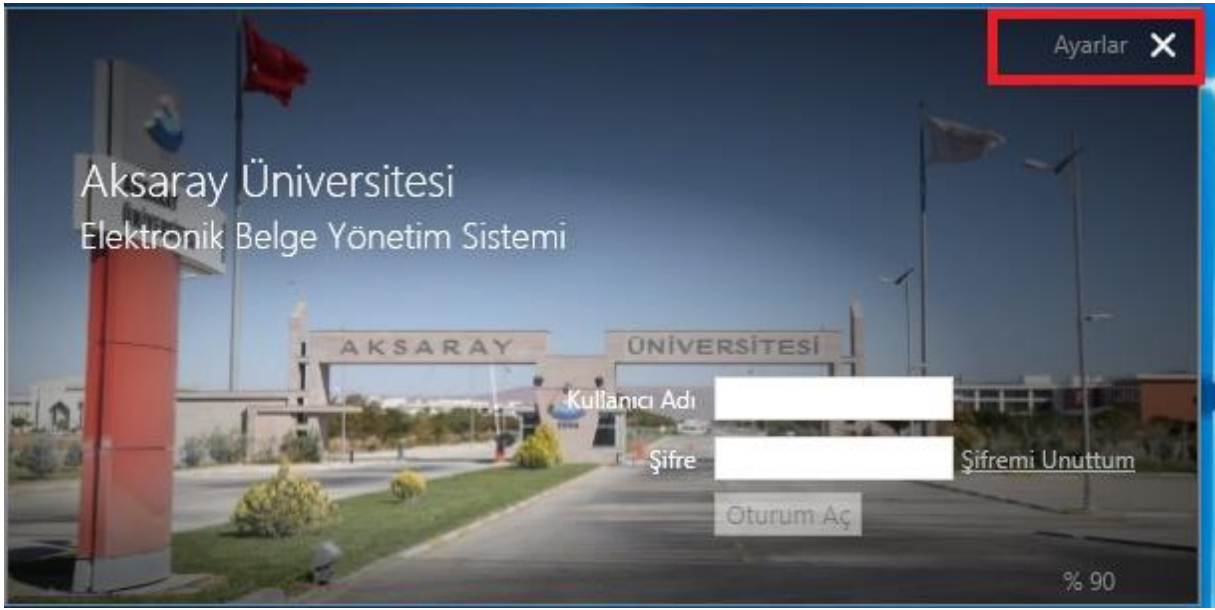 Ayarlar
Aksaray Üniversitesi
Elektronik Belge Yönetim Sistemi
AKSARAY ÜNİVERSİTESİ
Kullanıcı Adı
Şifre
Şifremi Unuttum
Oturum Aç
% 90